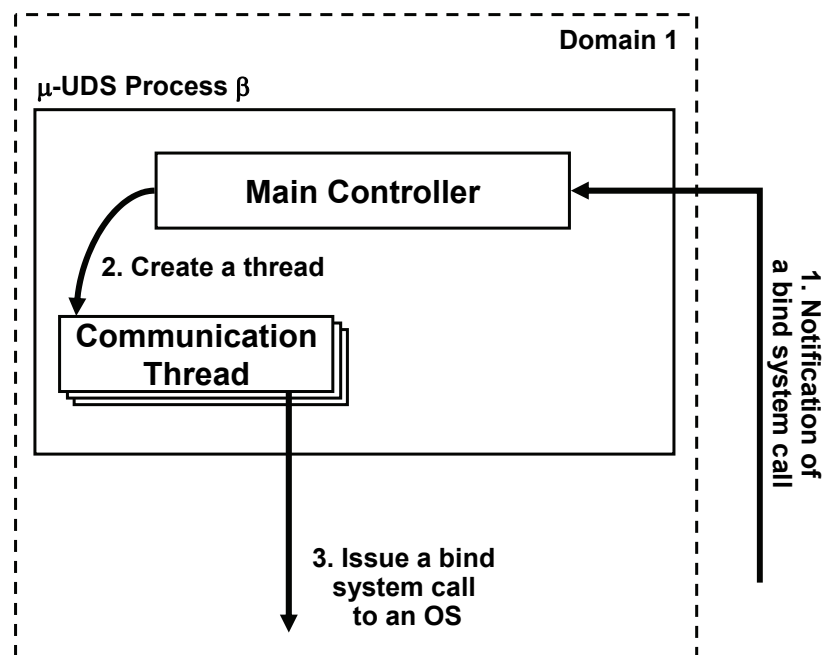 Domain 1
μ-UDS Process β
Main Controller
2. Create a thread
Communication
Thread
1. Notification of
a bind system call
3. Issue a bind
system call
to an OS